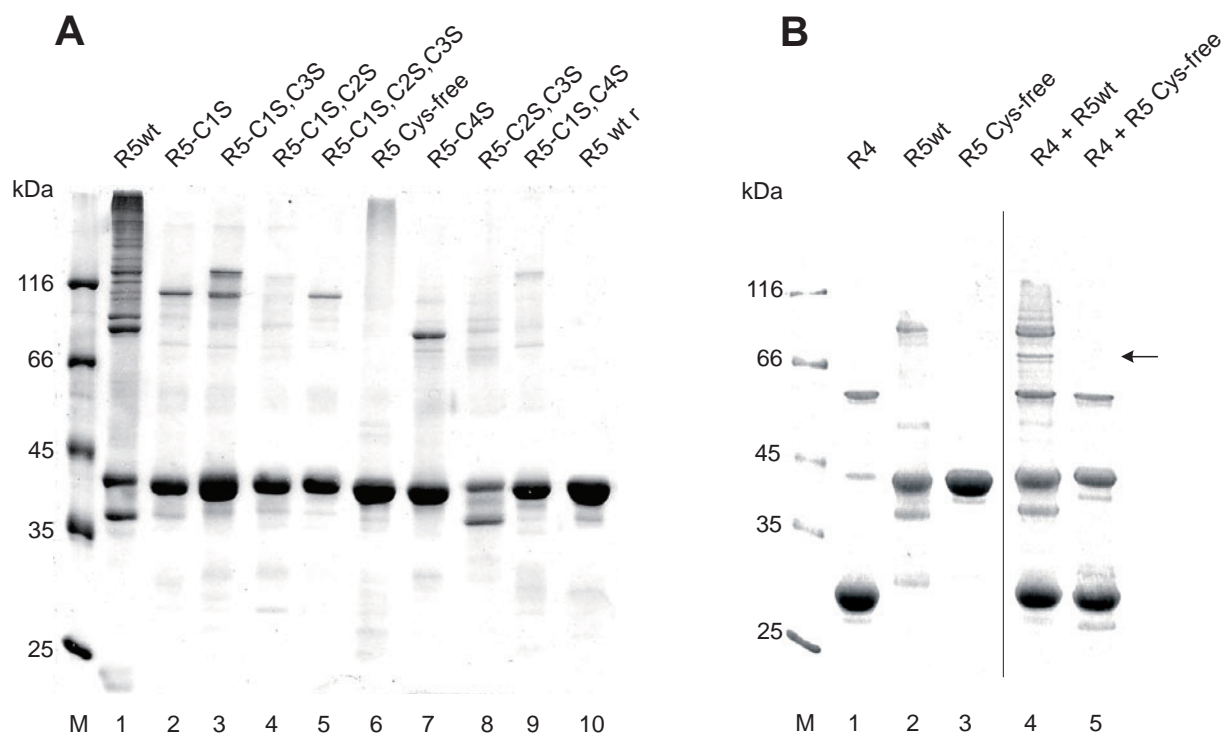 A
R5wt
R5-C1S
R5-C1S,C3S
R5-C1S,C2S
R5-C1S,C2S,C3S
R5 Cys-free
R5-C4S
R5-C2S,C3S
R5-C1S,C4S
R5 wt r
kDa
116
66
45
35
25
M 1 2 3 4 5 6 7 8 9 10
B
R4
R5wt
R5 Cys-free
R4 + R5wt
R4 + R5 Cys-free
kDa
116
66
45
35
25
M 1 2 3 4 5